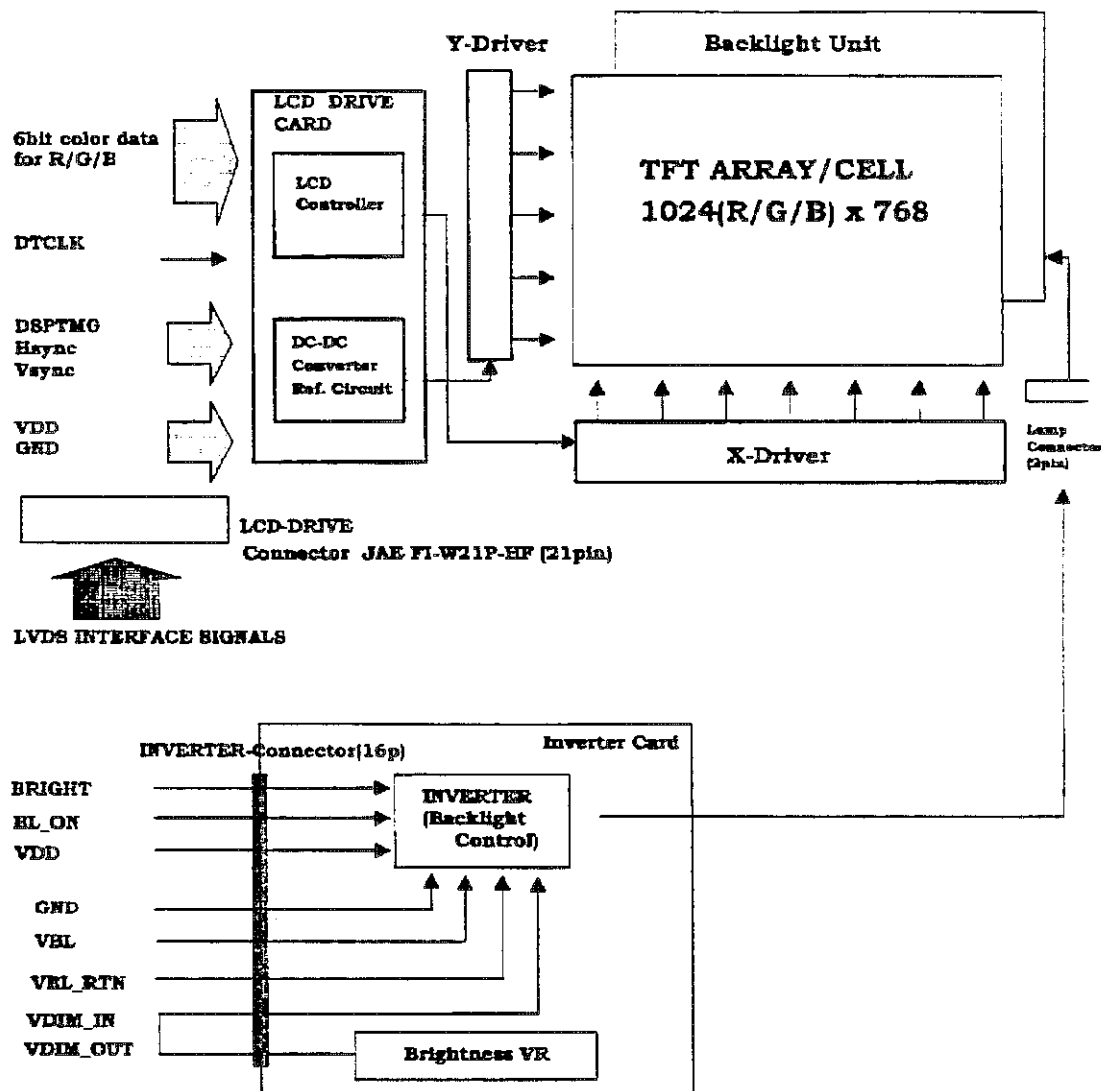 Y-Driver
Backlight Unit
LCD DRIVE
CARD
6bit color data
for R/G/B
LCD
Controller
TFT ARRAY/CELL
1024(R/G/B) x 768
DTCLK
DSPTMG
Hsync
Vsync
DC-DC
Converter
Ref. Circuit
VDD
GND
X-Driver
Lamp
Connector
(2pin)
LCD-DRIVE
Connector JAE FI-W21P-HF (21pin)
LVDS INTERFACE SIGNALS
INVERTER-Connector(16p)
Inverter Card
BRIGHT
BL_ON
VDD
INVERTER
(Backlight
Control)
GND
VBL
VBL_RTN
VDIM_IN
VDIM_OUT
Brightness VR